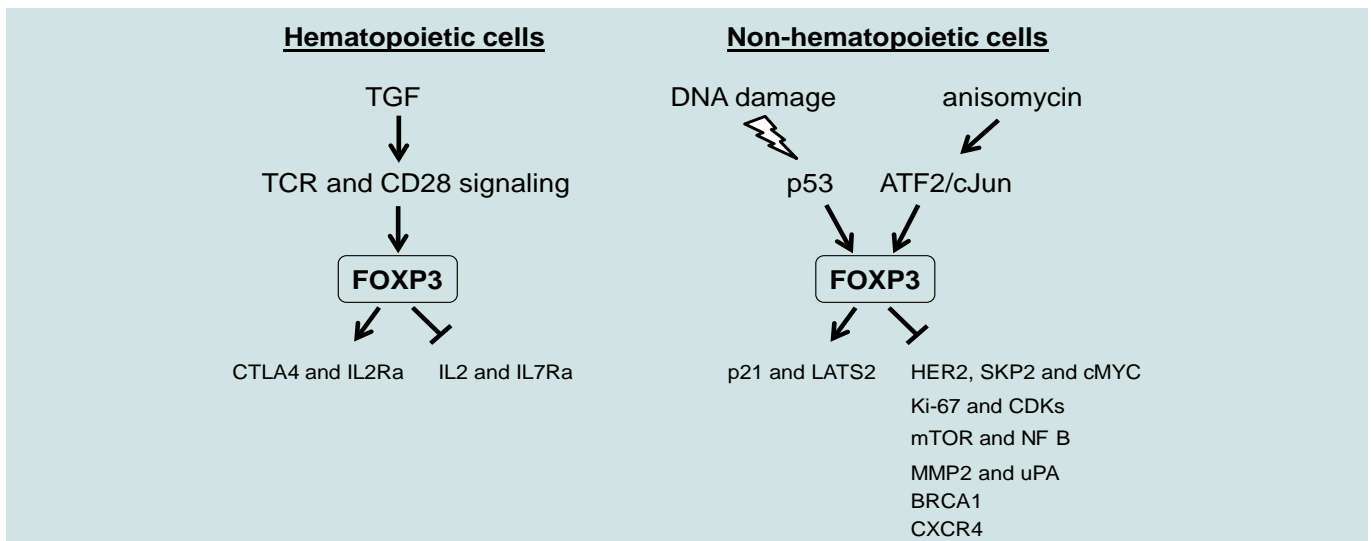 Hematopoietic cells
Non-hematopoietic cells
TGF
DNA damage
anisomycin
TCR and CD28 signaling
p53
ATF2/cJun
FOXP3
FOXP3
CTLA4 and IL2Ra
IL2 and IL7Ra
p21 and LATS2
HER2, SKP2 and cMYC
Ki-67 and CDKs
mTOR and NF B
MMP2 and uPA
BRCA1
CXCR4